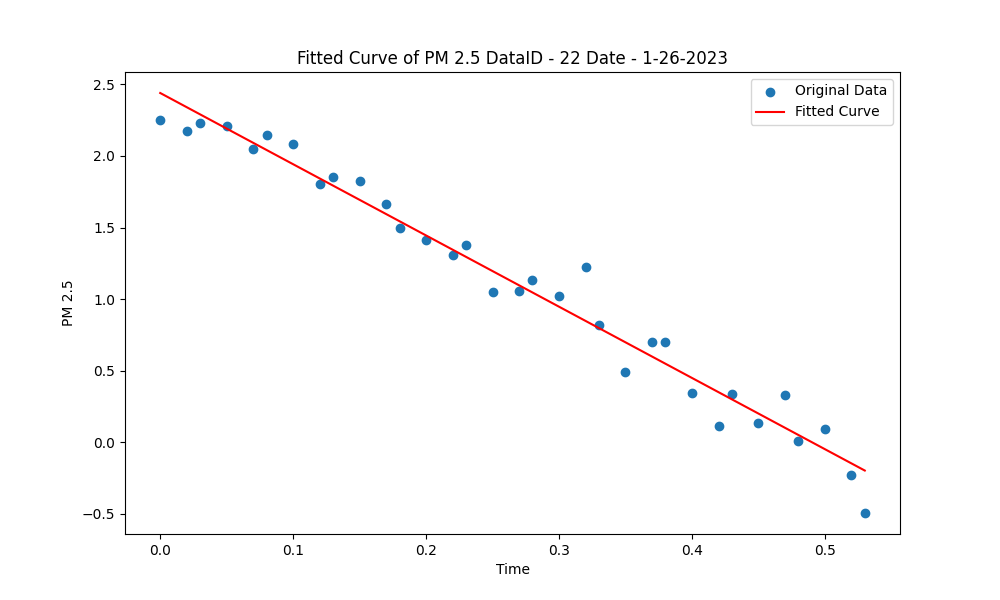 Fitted Curve of PM 2.5 DataID - 22 Date - 1-26-2023
Original Data
Fitted Curve
2.5
2.0
1.5
1.0
0.5
0.0
−0.5
PM 2.5
0.0 0.1 0.2 0.3 0.4 0.5
Time